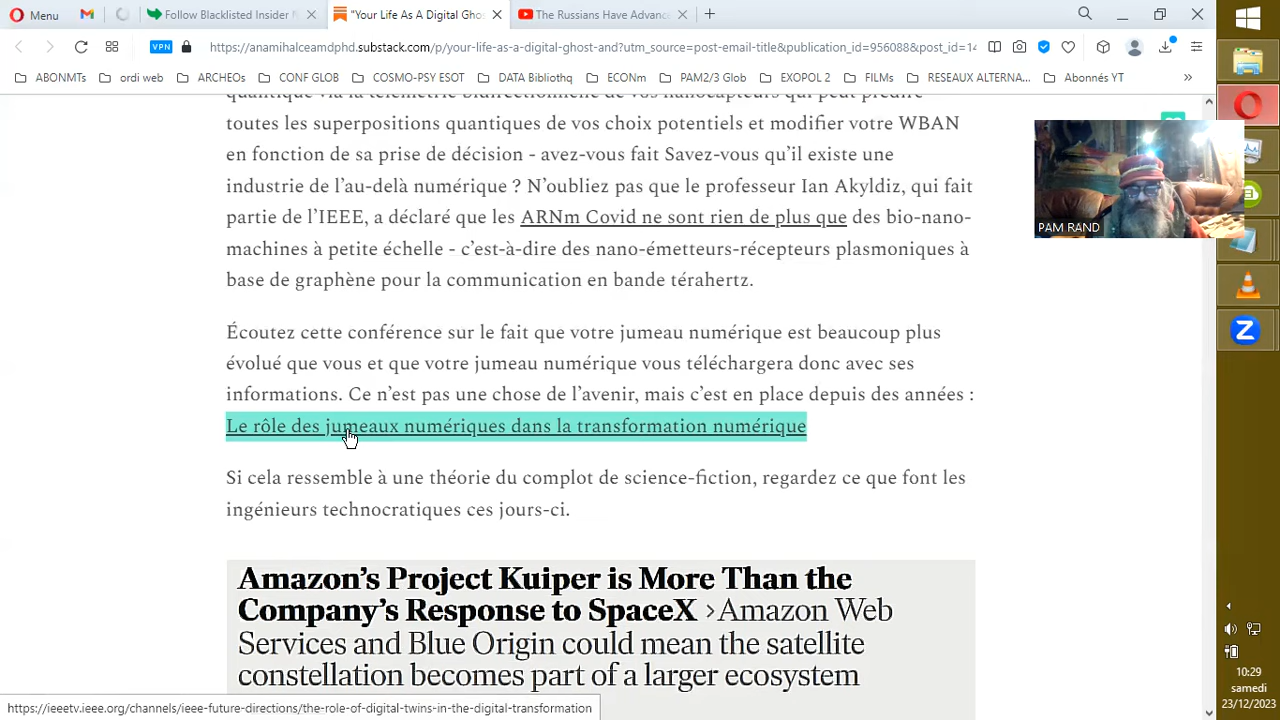 Menu
Follow Blacklisted Insider
"Your Life As A Digital Ghos
The Russians Have Advanc
VPN
https://anamihalceamdphd.substack.com/p/your-life-as-a-digital-ghost-and?utm_source=post-email-title&publication_id=956088&post_id=14
ABONMTs
ordi web
ARCHEOs
CONF GLOB
COSMO-PSY ESOT
DATA Bibligthq
ECONm
PAM2/3 Glob
EXOPOL 2
FILMs
RESEAUX ALTERNA...
Abonnés YT
»
quantique via la télémétrie bidirectionnelle de vos nanocapteurs qui peut prédire
toutes les superpositions quantiques de vos choix potentiels et modifier votre WBAN
en fonction de sa prise de décision - avez-vous fait Savez-vous qu'il existe une
industrie de l'au-delà numérique ? N'oubliez pas que le professeur Ian Akyldiz, qui fait
partie de l'IEEE, a déclaré que les ARNm Covid ne sont rien de plus que des bio-nano-
machines à petite échelle - c'est-à-dire des nano-émetteurs-récepteurs plasmoniques à
base de graphène pour la communication en bande térahertz.
PAM RAND
Écoutez cette conférence sur le fait que votre jumeau numérique est beaucoup plus
évolué que vous et que votre jumeau numérique vous téléchargera donc avec ses
informations. Ce n'est pas une chose de l'avenir, mais c'est en place depuis des années :
Le rôle des jumeaux numériques dans la transformation numérique
Si cela ressemble à une théorie du complot de science-fiction, regardez ce que font les
ingénieurs technocratiques ces jours-ci.
Amazon's Project Kuiper is More Than the
Company's Response to SpaceX >Amazon Web
Services and Blue Origin could mean the satellite
constellation becomes part of a larger ecosystem
https://ieeetv.ieee.org/channels/ieee-future-directions/the-role-of-digital-twins-in-the-digital-transformation
10:29
samedi
23/12/2023